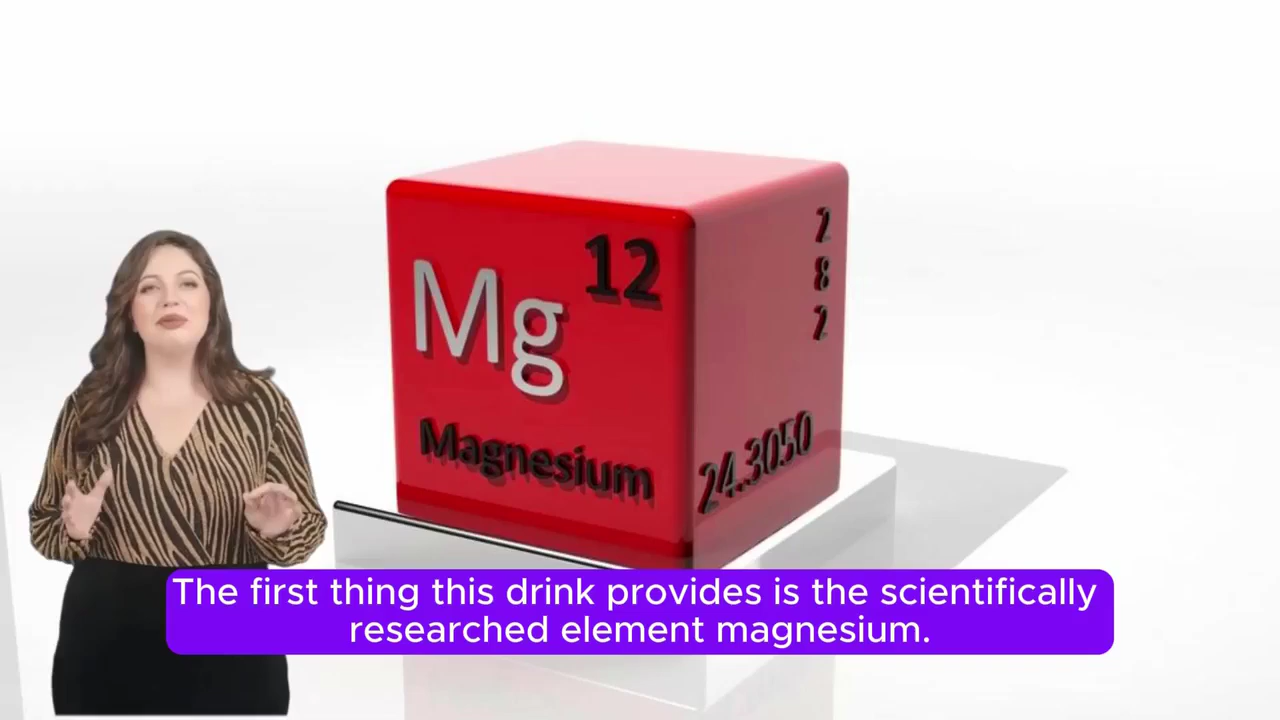 12
Mg
Magnesium
2
8
2
24.3050
The first thing this drink provides is the scientifically
researched element magnesium.